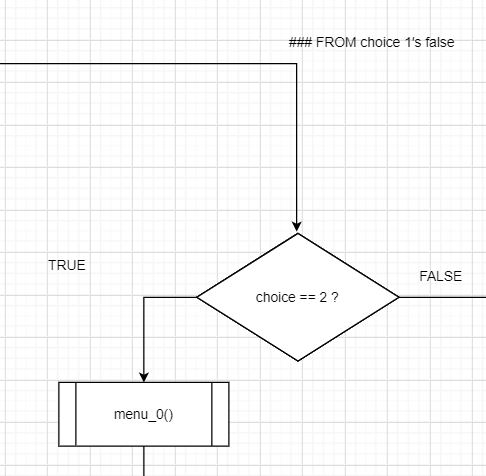 ### FROM choice 1's false
TRUE
FALSE
choice == 2 ?
menu_0()